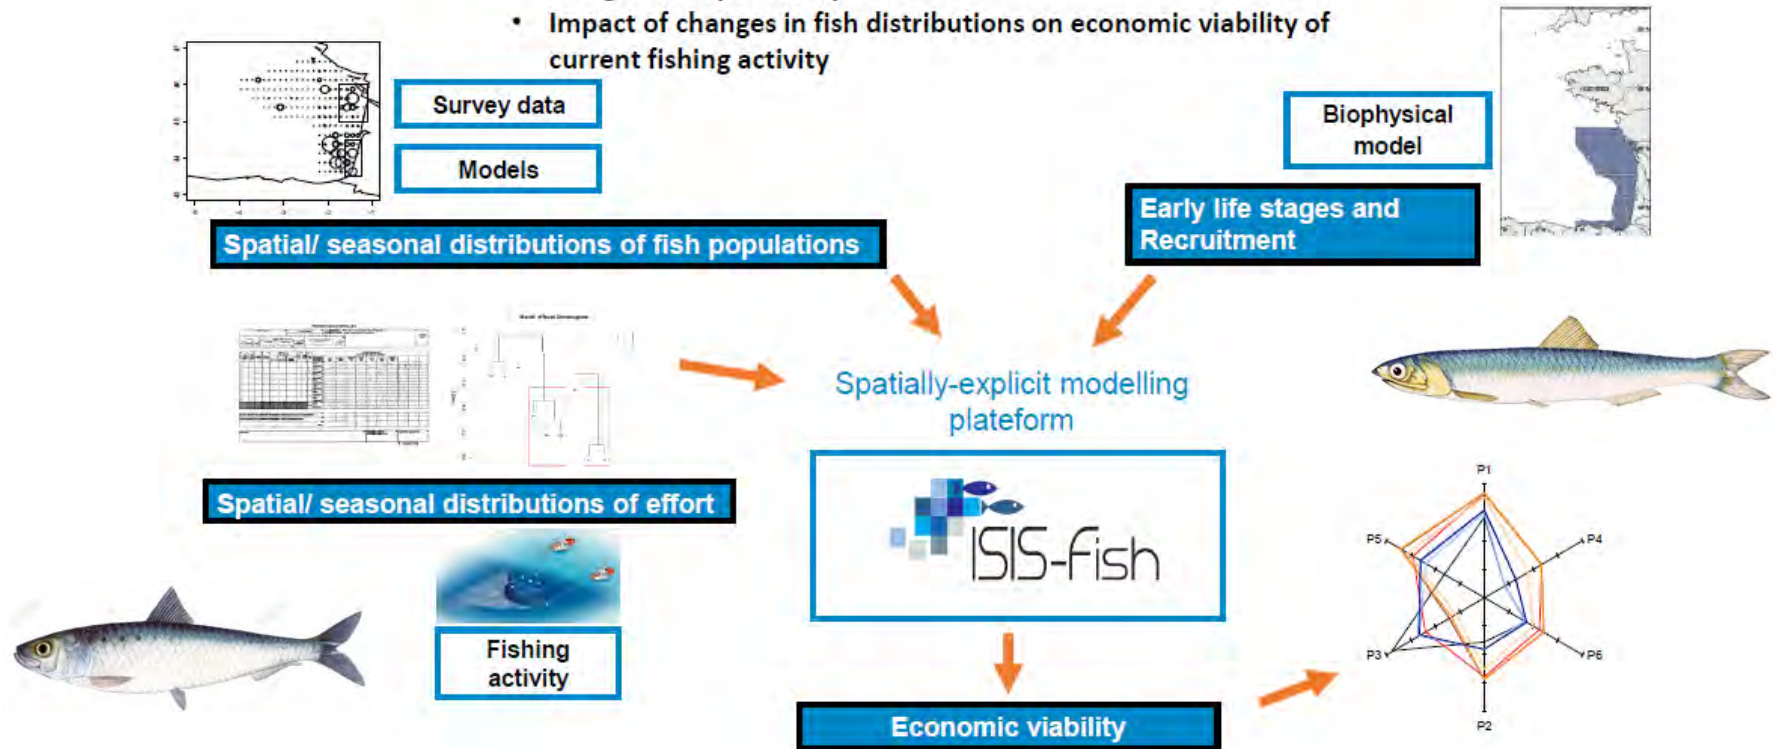 • Impact of changes in fish distributions on economic viability of
current fishing activity
Survey data
Models
Biophysical
model
Spatial/ seasonal distributions of fish populations
Early life stages and
Recruitment
Spatially-explicit modelling
plateform
Spatial/ seasonal distributions of effort
ISIS-Fish
Fishing
activity
Economic viability
P1
P5
P4
P3
P6
P2